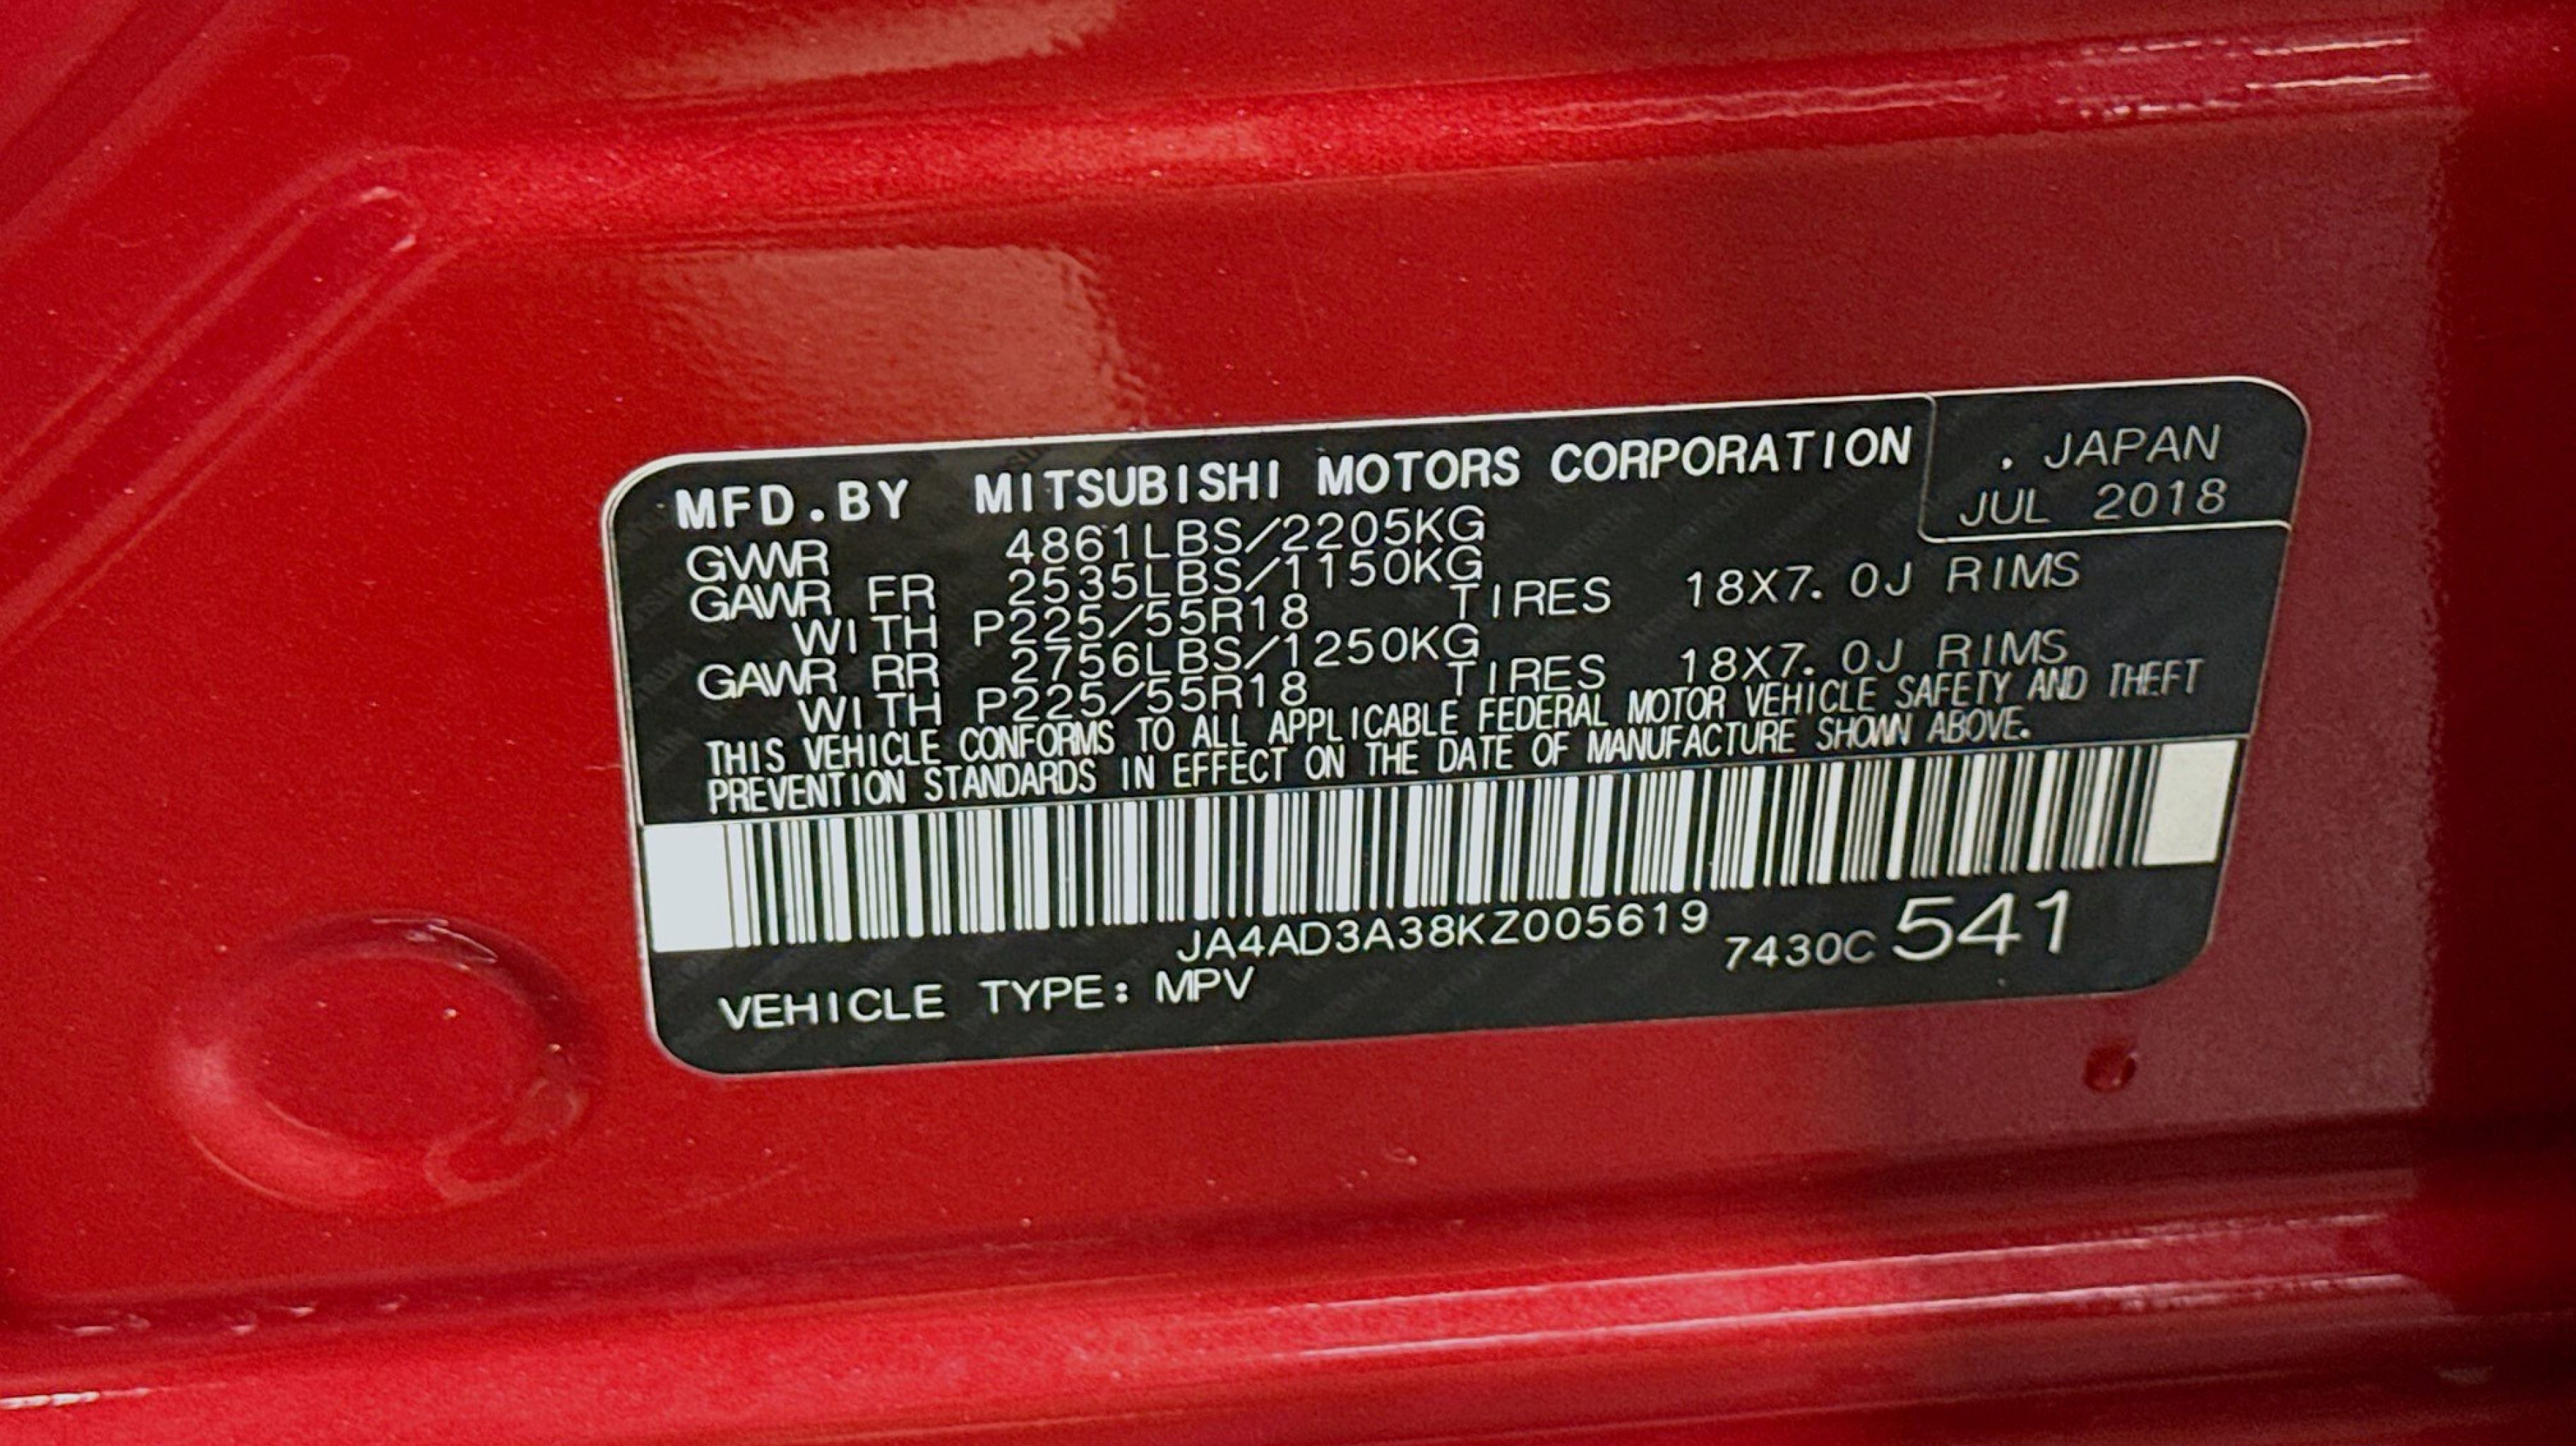 MFD.BY MITSUBISHI MOTORS CORPORATION
. JAPAN
JUL 2018
GVWR 4861LBS/2205KG
GAWR FR 2535LBS/1150KG
WITH P225/55R18 TIRES 18X7.0J RIMS
GAWR RR 2756LBS/1250KG
WITH P225/55R18 TIRES 18X7.0J RIMS
THIS VEHICLE CONFORMS TO ALL APPLICABLE FEDERAL MOTOR VEHICLE SAFETY AND THEFT
PREVENTION STANDARDS IN EFFECT ON THE DATE OF MANUFACTURE SHOWN ABOVE.
JA4AD3A38KZ005619 7430C 541
VEHICLE TYPE: MPV